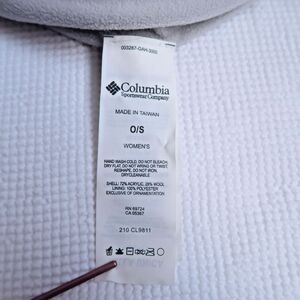 Columbia
Sportswear Company
MADE IN TAIWAN
O/S
WOMEN'S
HAND WASH COLD, DO NOT BLEACH,
DRY FLAT, DO NOT WRING OR TWIST,
RESHAPE, DO NOT IRON,
DRYCLEANABLE
SHELL: 72% ACRYLIC, 28% WOOL
LINING: 100% POLYESTER
EXCLUSIVE OF ORNAMENTATION
RN 69724
CA 05367
210 CL9811